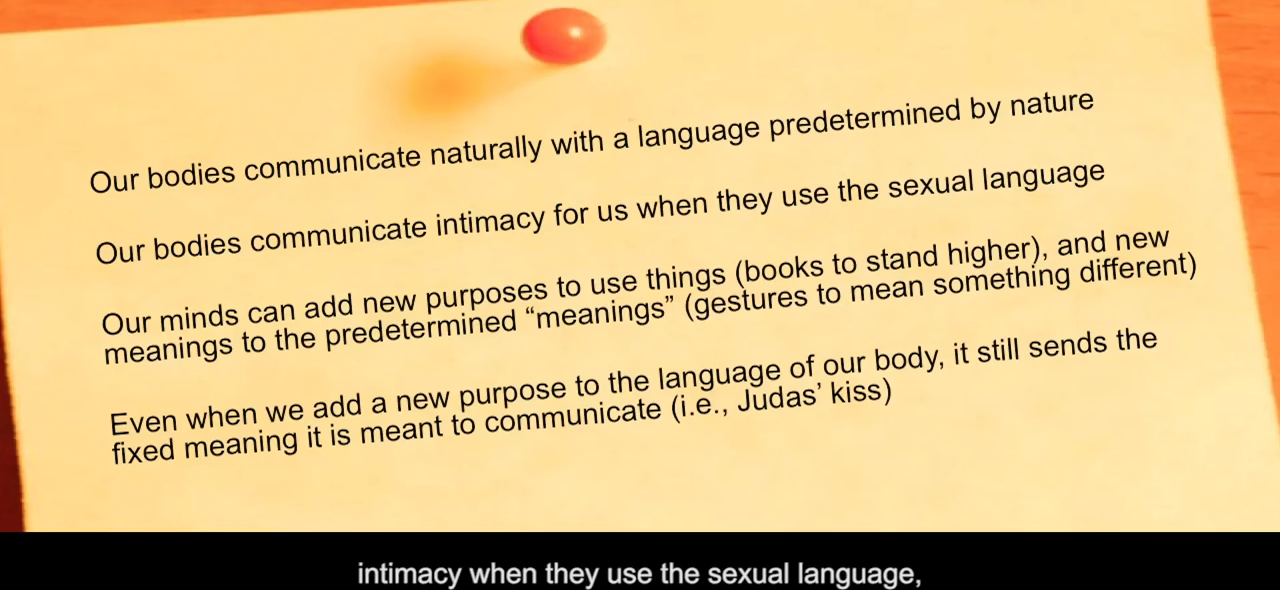 Our bodies communicate naturally with a language predetermined by nature
Our bodies communicate intimacy for us when they use the sexual language
Our minds can add new purposes to use things (books to stand higher), and new
meanings to the predetermined “meanings” (gestures to mean something different)
Even when we add a new purpose to the language of our body, it still sends the
fixed meaning it is meant to communicate (i.e., Judas’ kiss)
intimacy when they use the sexual language,